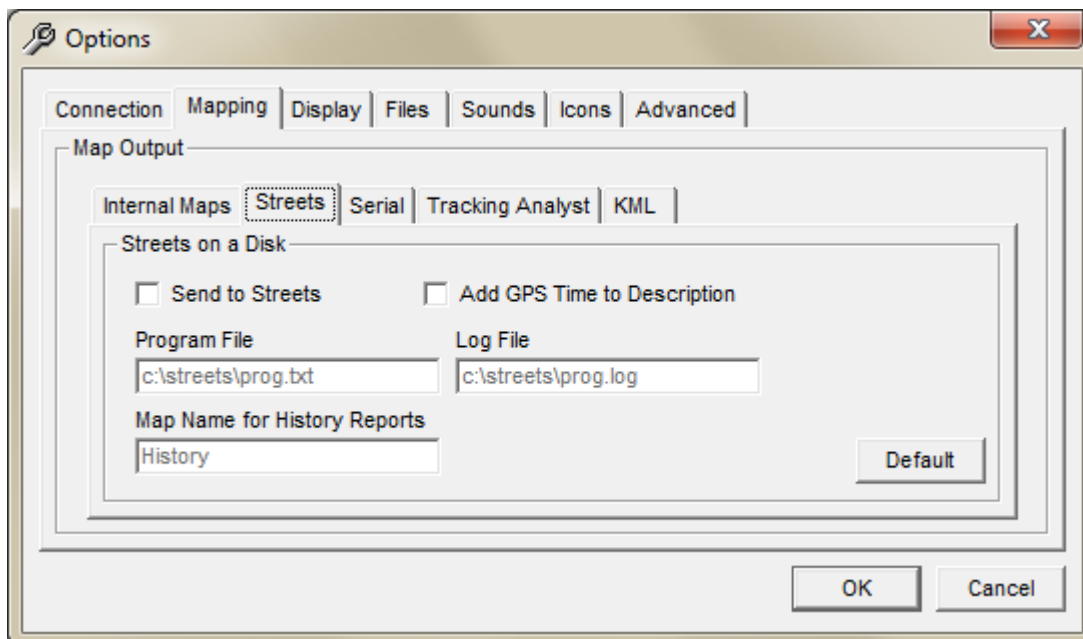 Options
Connection Mapping Display Files Sounds Icons Advanced
Map Output
Internal Maps Streets Serial Tracking Analyst KML
Streets on a Disk
Send to Streets Add GPS Time to Description
Program File Log File
c:\streets\prog.txt c:\streets\prog.log
Map Name for History Reports
History
Default
OK Cancel